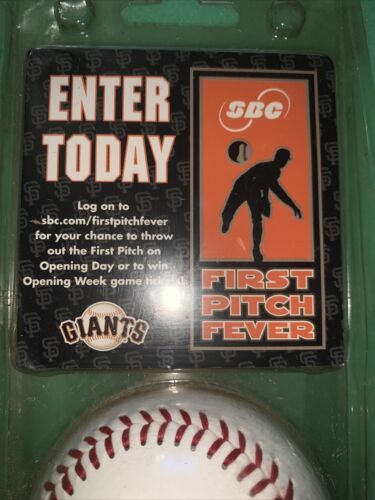 ENTER
TODAY
Log on to
sbc.com/firstpitchfever
for your chance to throw
out the First Pitch on
Opening Day or to win
Opening Week game tickets!
GIANTS
SBC
FIRST
PITCH
FEVER